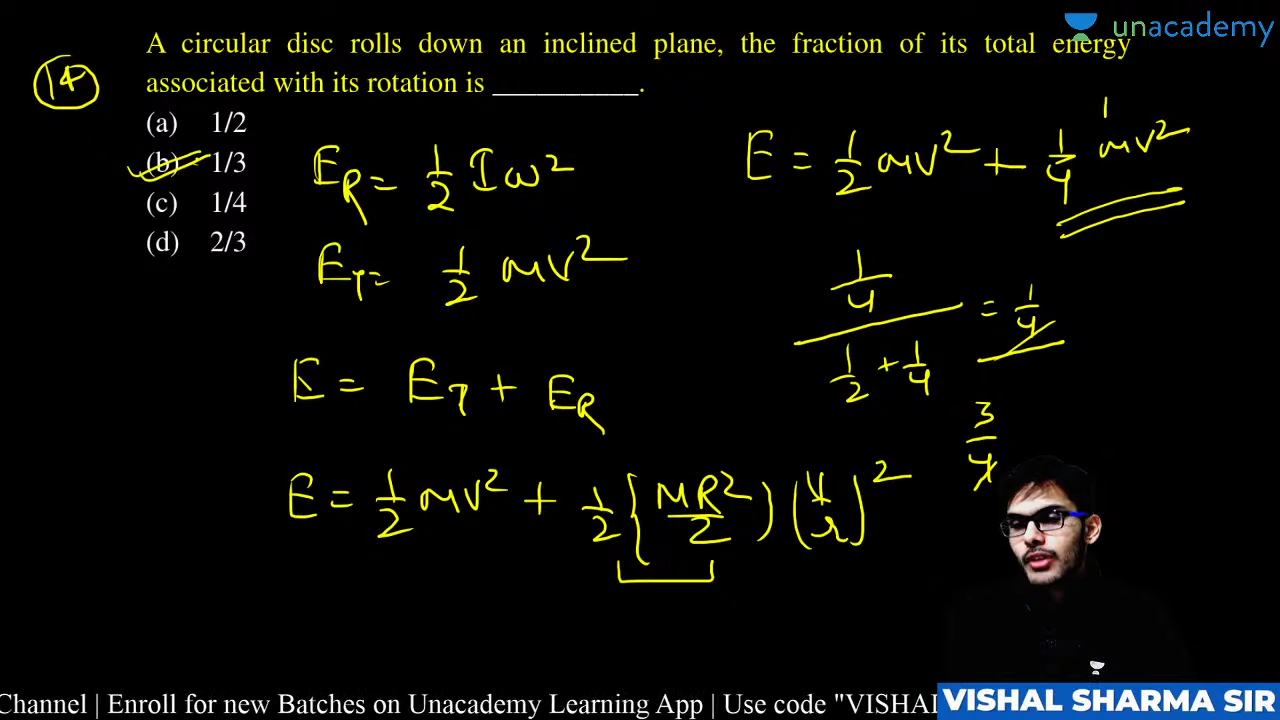 unacademy
14
A circular disc rolls down an inclined plane, the fraction of its total energy
associated with its rotation is __________.
(a) 1/2
(b) 1/3
(c) 1/4
(d) 2/3
E_R = 1/2 Iω²
E_T = 1/2 mv²
E = E_T + E_R
E = 1/2 mv² + 1/2 { MR²/2 ) (v/r)²
E = 1/2 mv² + 1/4 mv²
1
1/4 / (1/2 + 1/4) = 1/4
3/4
Channel | Enroll for new Batches on Unacademy Learning App | Use code "VISHAL
VISHAL SHARMA SIR